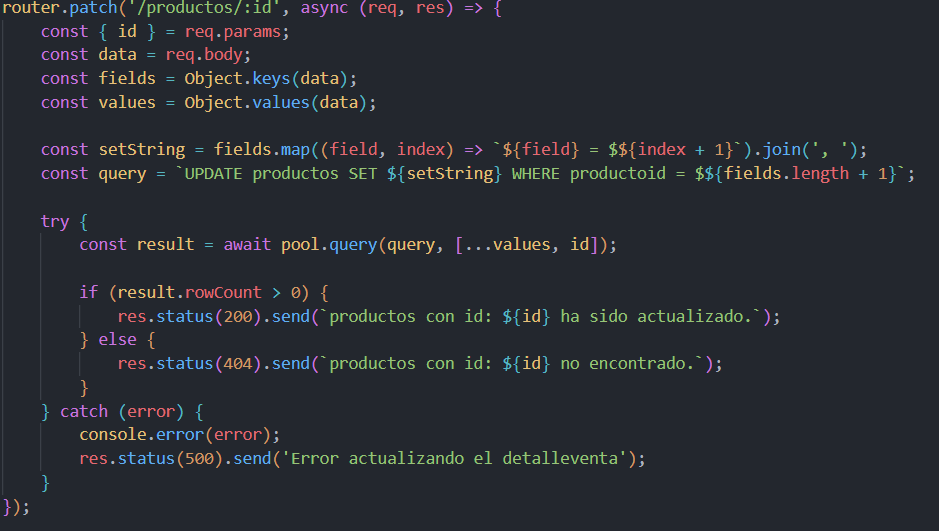 router.patch('/productos/:id', async (req, res) => {
    const { id } = req.params;
    const data = req.body;
    const fields = Object.keys(data);
    const values = Object.values(data);

    const setString = fields.map((field, index) => `${field} = $${index + 1}`).join(', ');
    const query = `UPDATE productos SET ${setString} WHERE productoid = $${fields.length + 1}`;

    try {
        const result = await pool.query(query, [...values, id]);

        if (result.rowCount > 0) {
            res.status(200).send(`productos con id: ${id} ha sido actualizado.`);
        } else {
            res.status(404).send(`productos con id: ${id} no encontrado.`);
        }
    } catch (error) {
        console.error(error);
        res.status(500).send('Error actualizando el detalleventa');
    }
});